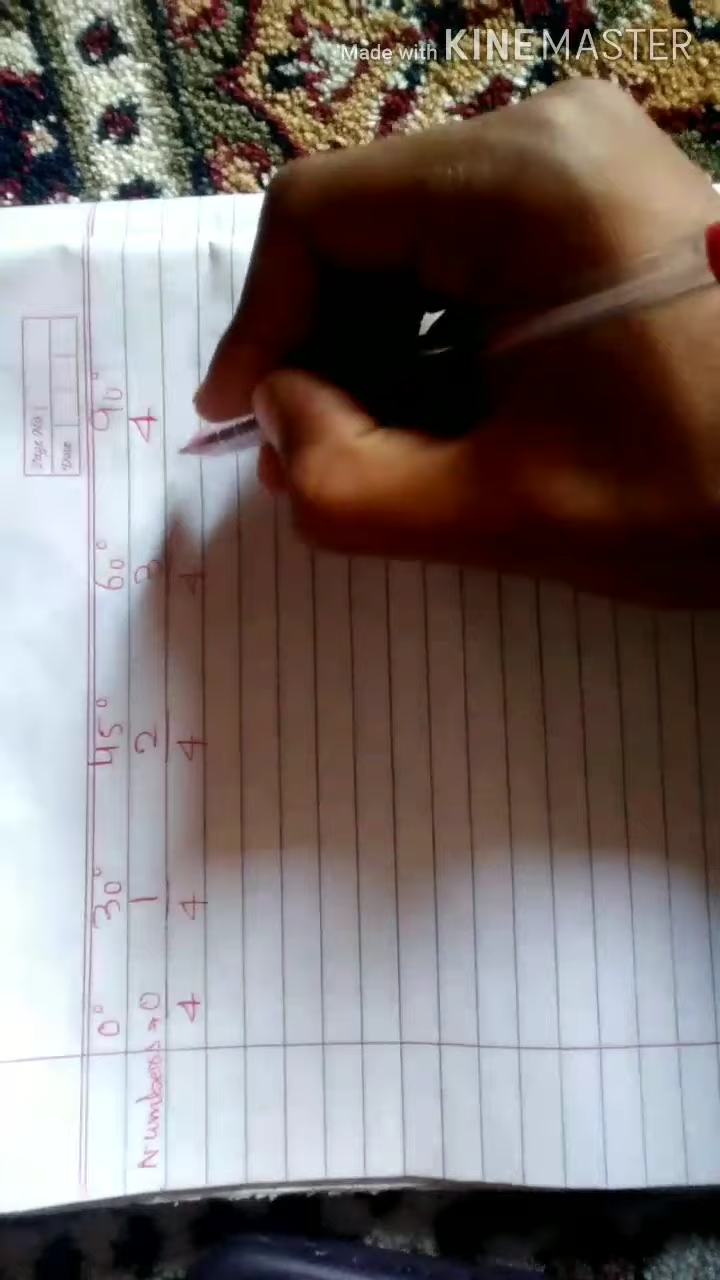 Made with KINEMASTER
Page No.
Date
0° 30° 45° 60° 90°
Numbers → 0 1 2 3 4
4 4 4 4